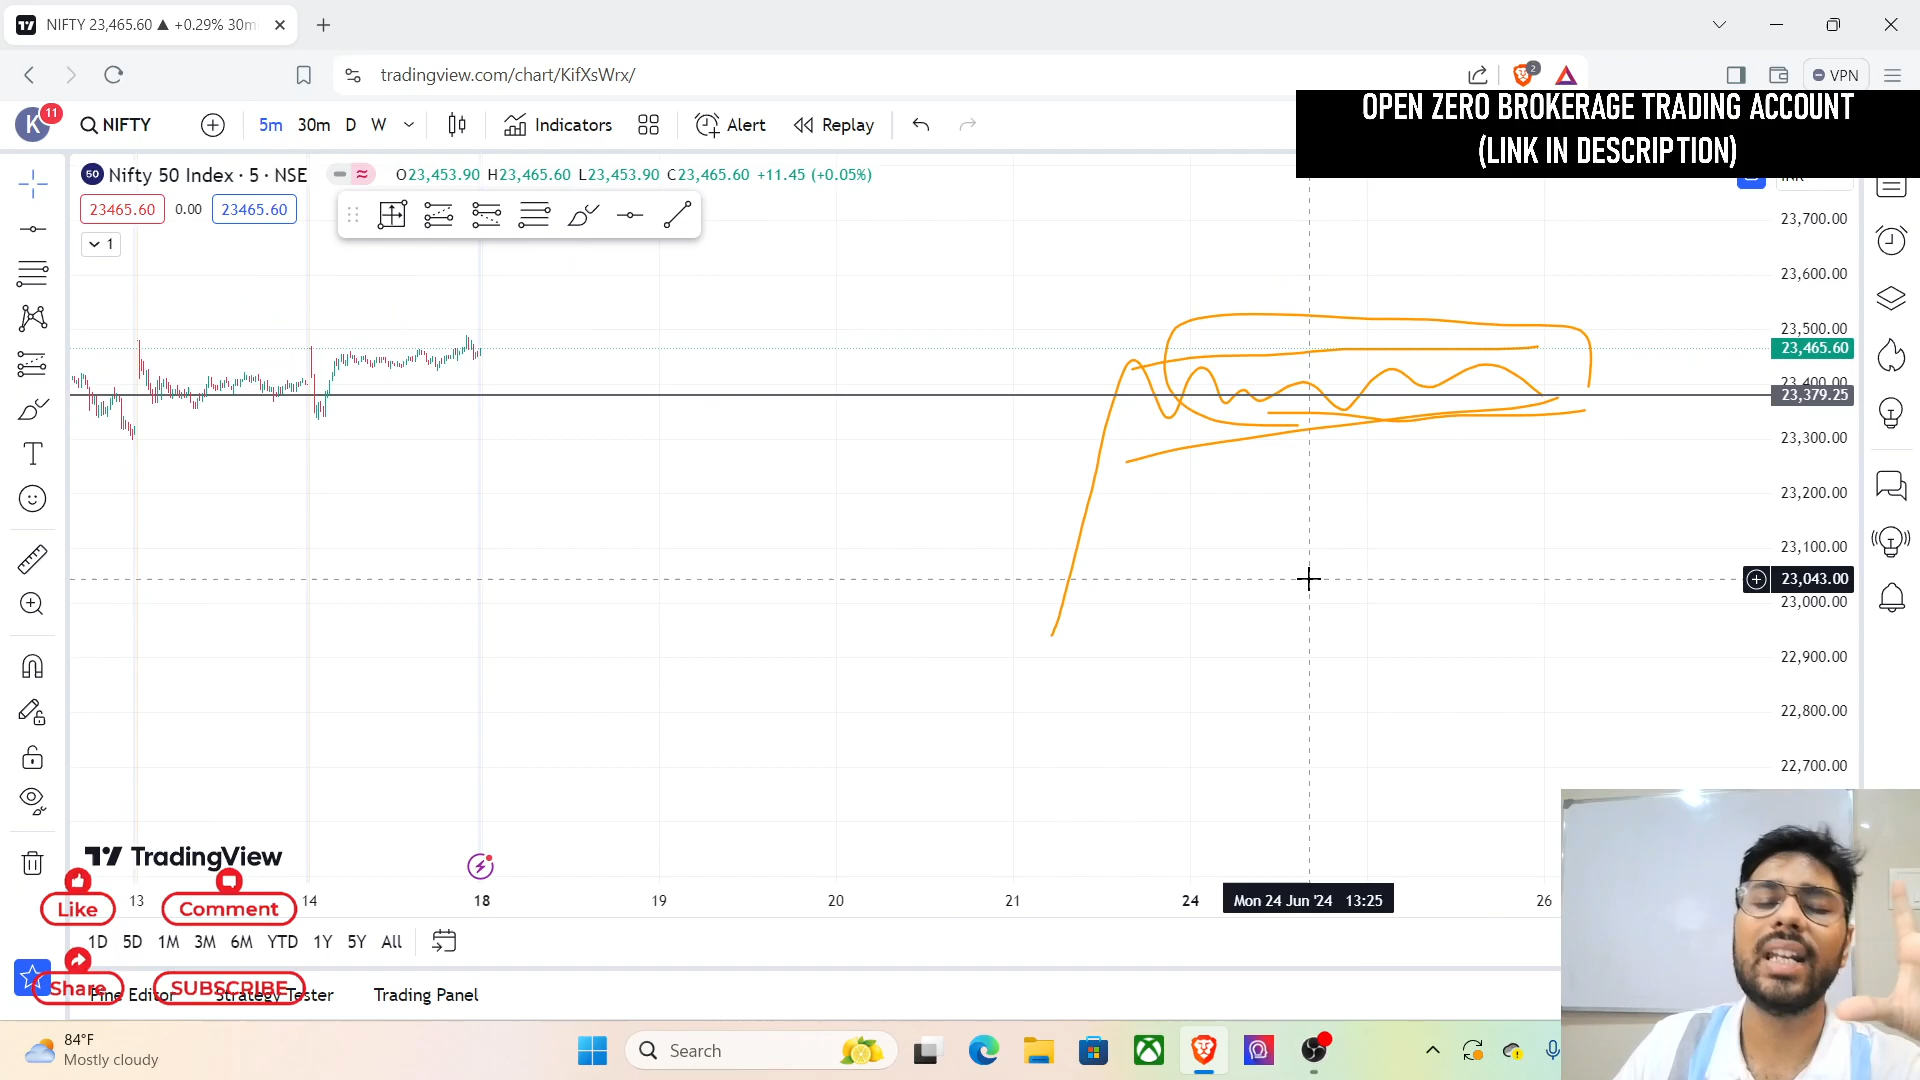 NIFTY 23,465.60 ▲ +0.29% 30m
tradingview.com/chart/KifXsWrx/
2
VPN
OPEN ZERO BROKERAGE TRADING ACCOUNT
(LINK IN DESCRIPTION)
K
11
NIFTY
5m
30m
D
W
Indicators
Alert
Replay
50
Nifty 50 Index · 5 · NSE
O23,453.90 H23,465.60 L23,453.90 C23,465.60 +11.45 (+0.05%)
23465.60
0.00
23465.60
1
23,700.00
23,600.00
23,500.00
23,465.60
23,400.00
23,379.25
23,300.00
23,200.00
23,100.00
23,043.00
23,000.00
22,900.00
22,800.00
22,700.00
TradingView
13
14
18
19
20
21
24
Mon 24 Jun '24 13:25
26
Like
Comment
1D
5D
1M
3M
6M
YTD
1Y
5Y
All
Share
SUBSCRIBE
Pine Editor
Strategy Tester
Trading Panel
84°F
Mostly cloudy
Search